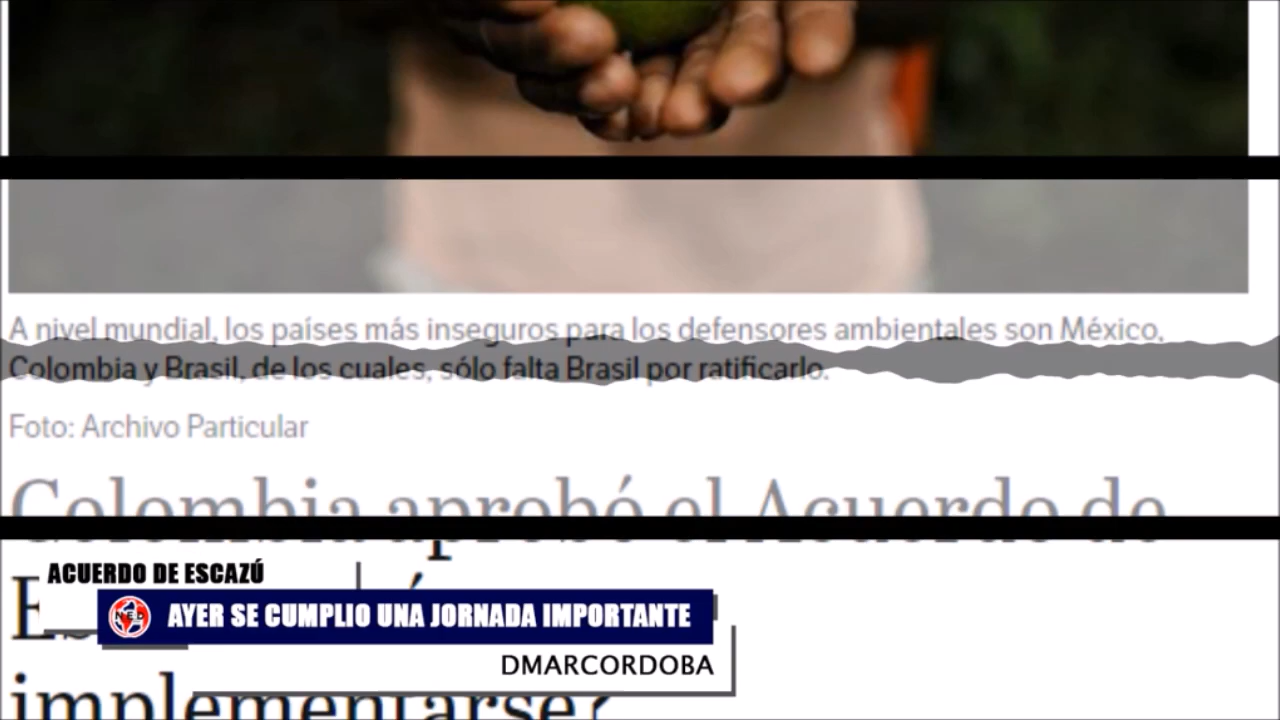 A nivel mundial, los países más inseguros para los defensores ambientales son México,
Colombia y Brasil, de los cuales, sólo falta Brasil por ratificarlo.
Foto: Archivo Particular
Colombia aprobó el Acuerdo de
ACUERDO DE ESCAZÚ
AYER SE CUMPLIO UNA JORNADA IMPORTANTE
DMARCORDOBA
implementarse?